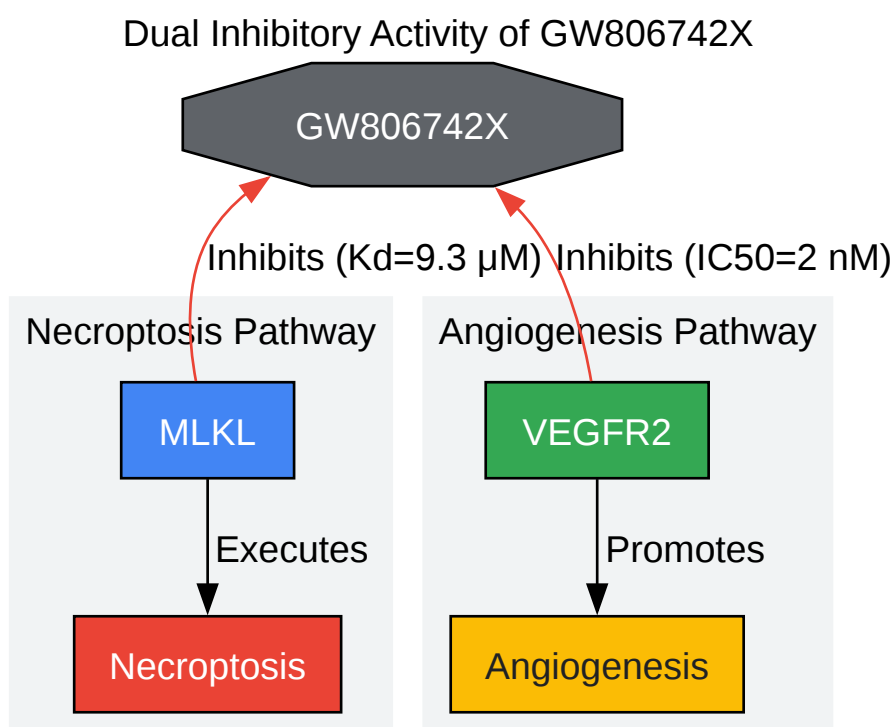 Dual Inhibitory Activity of GW806742X
GW806742X
Inhibits (Kd=9.3 μM)
Inhibits (IC50=2 nM)
Necroptosis Pathway
Angiogenesis Pathway
MLKL
VEGFR2
Executes
Promotes
Necroptosis
Angiogenesis